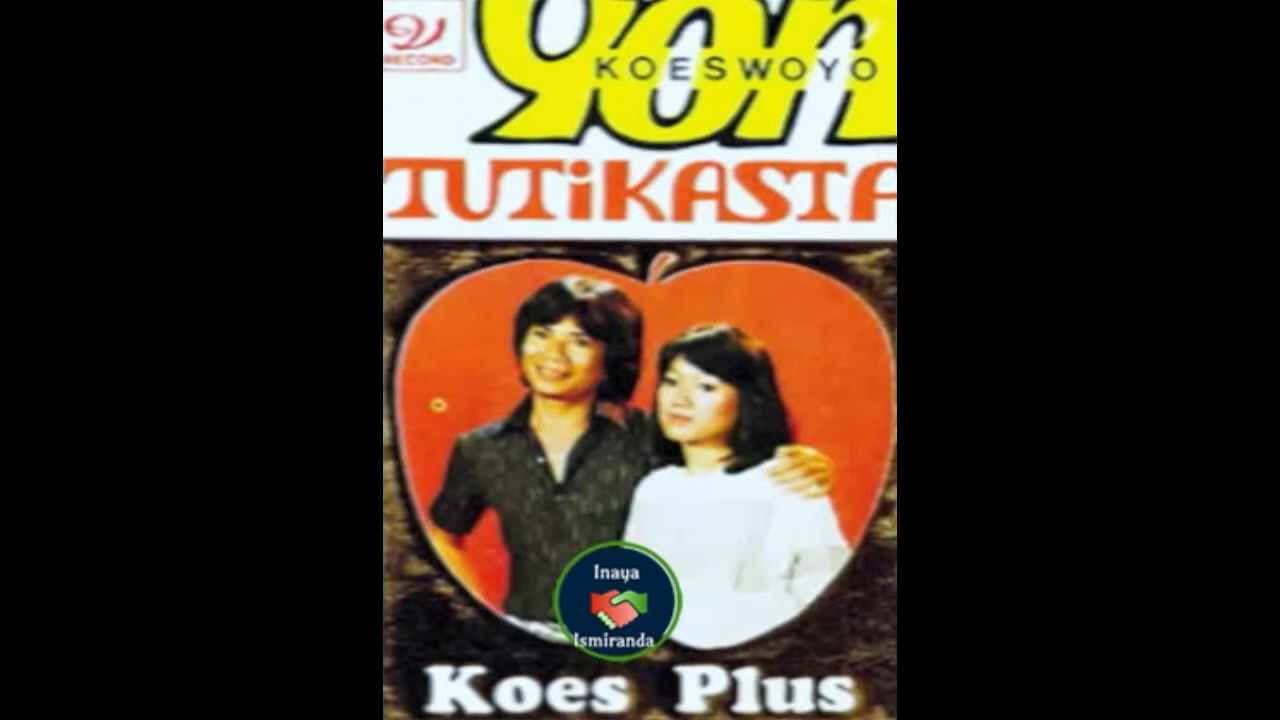 RECORD
yon
KOESWOYO
TUTiKASTA
Inaya
Ismiranda
Koes Plus